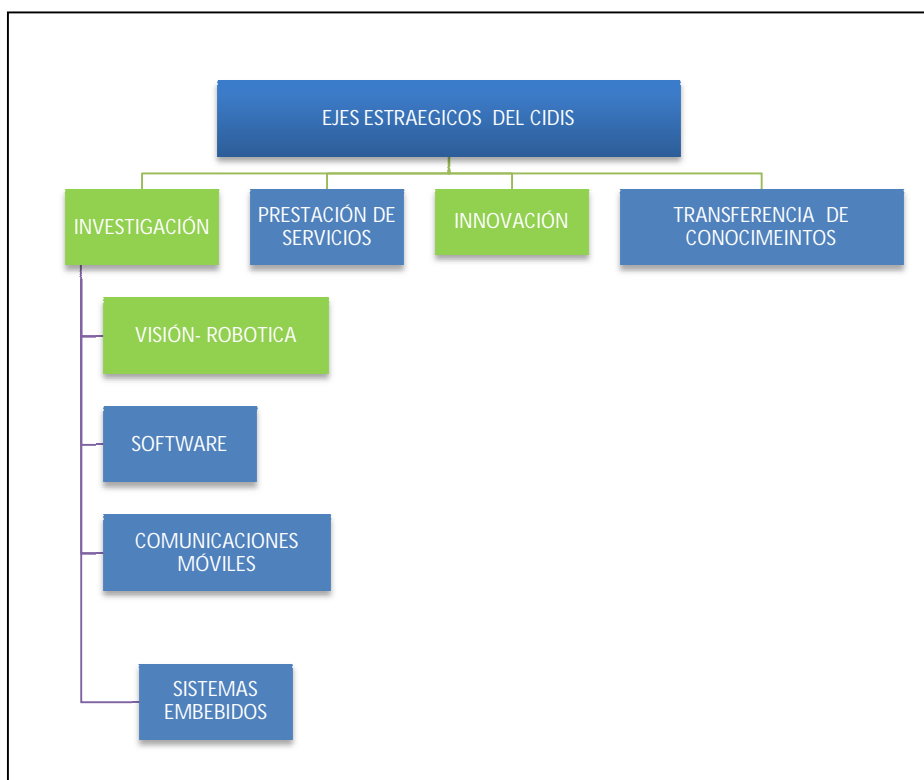 EJES ESTRAEGICOS DEL CIDIS
INVESTIGACIÓN
PRESTACIÓN DE
SERVICIOS
INNOVACIÓN
TRANSFERENCIA DE
CONOCIMEINTOS
VISIÓN- ROBOTICA
SOFTWARE
COMUNICACIONES
MÓVILES
SISTEMAS
EMBEBIDOS